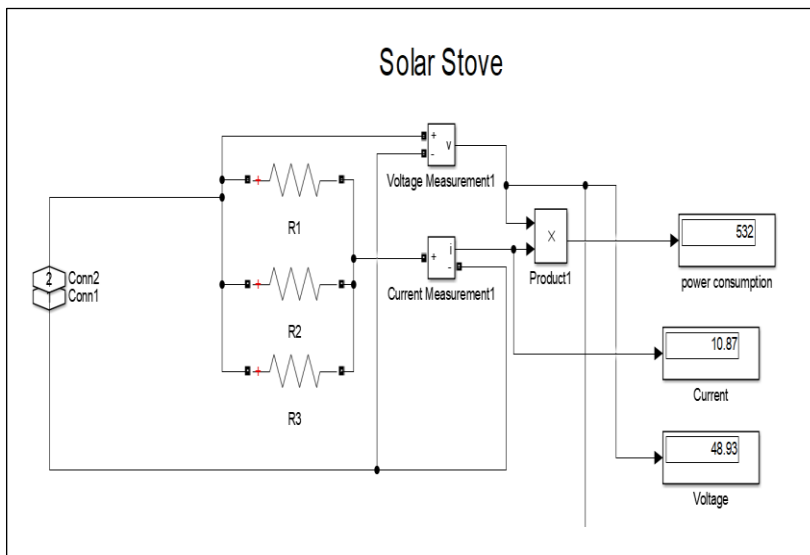 Solar Stove
+
v
-
Voltage Measurement1
R1
+
i
-
Current Measurement1
R2
R3
2
Conn2
1
Conn1
×
Product1
532
power consumption
10.87
Current
48.93
Voltage